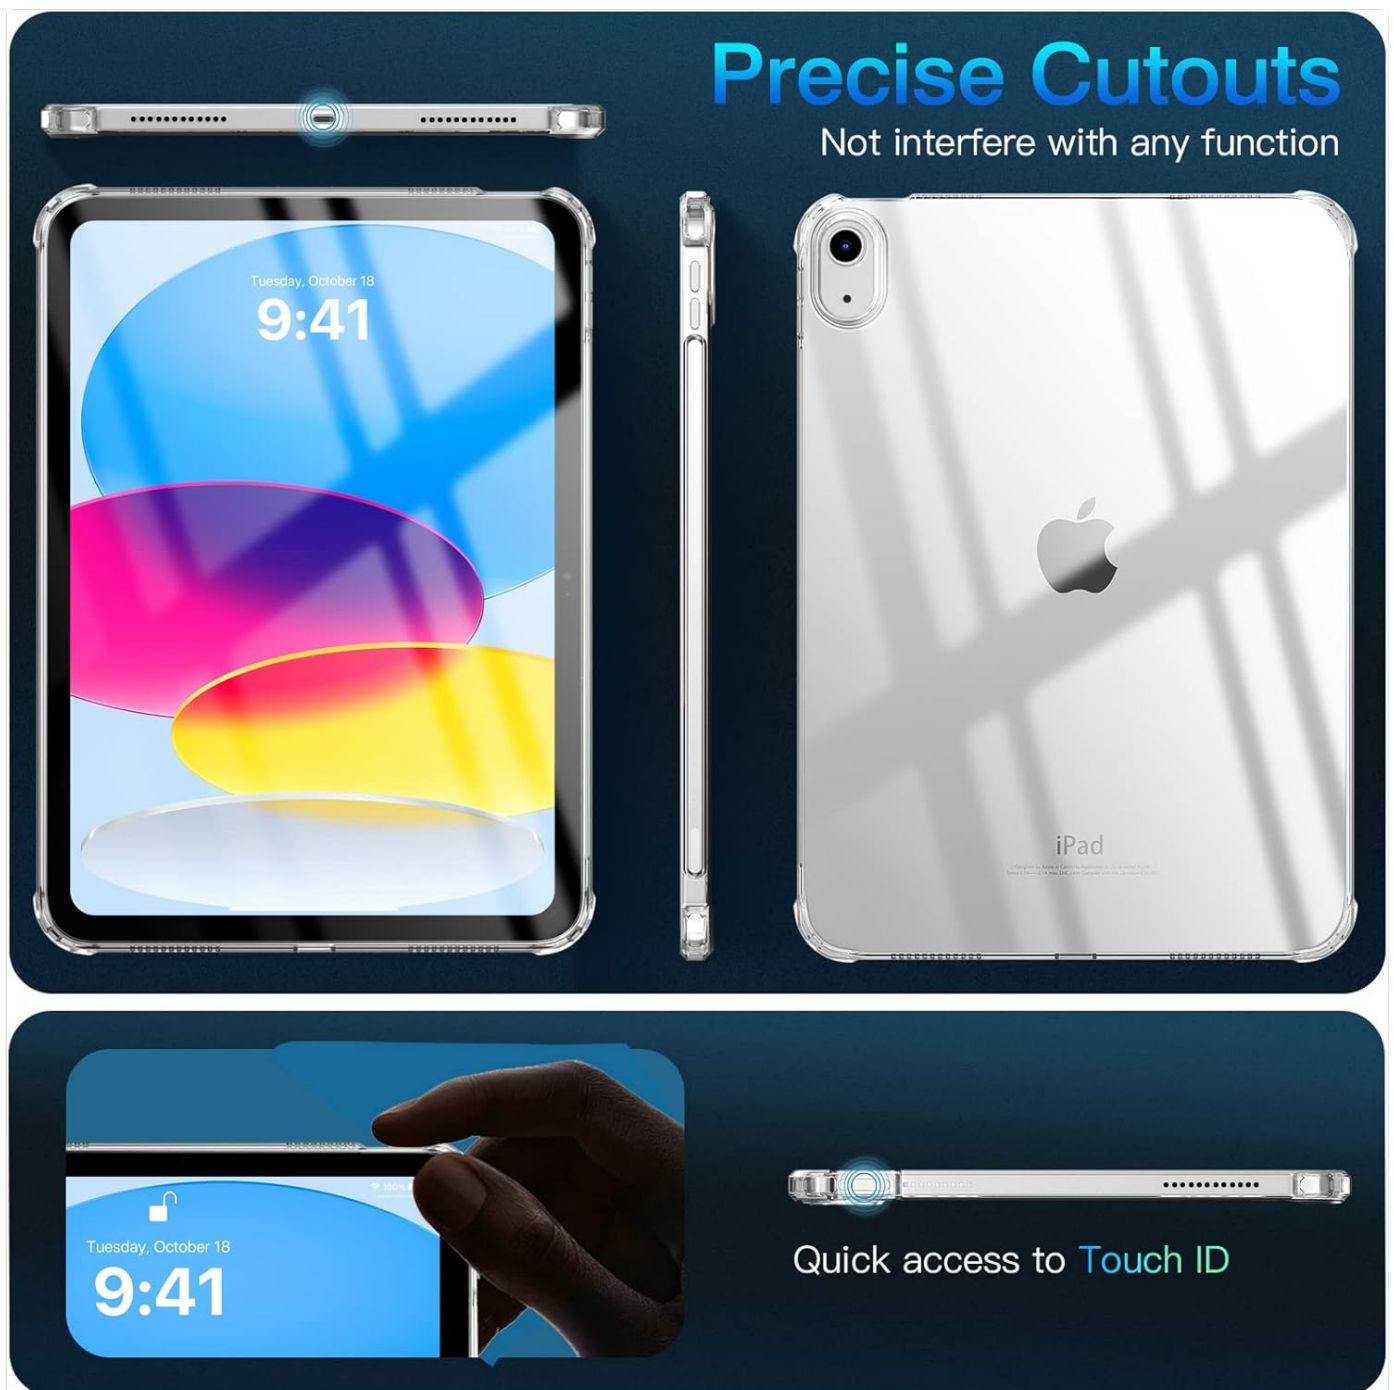 Precise Cutouts
Not interfere with any function
Tuesday, October 18
9:41
iPad
100%
Tuesday, October 18
9:41
Quick access to Touch ID